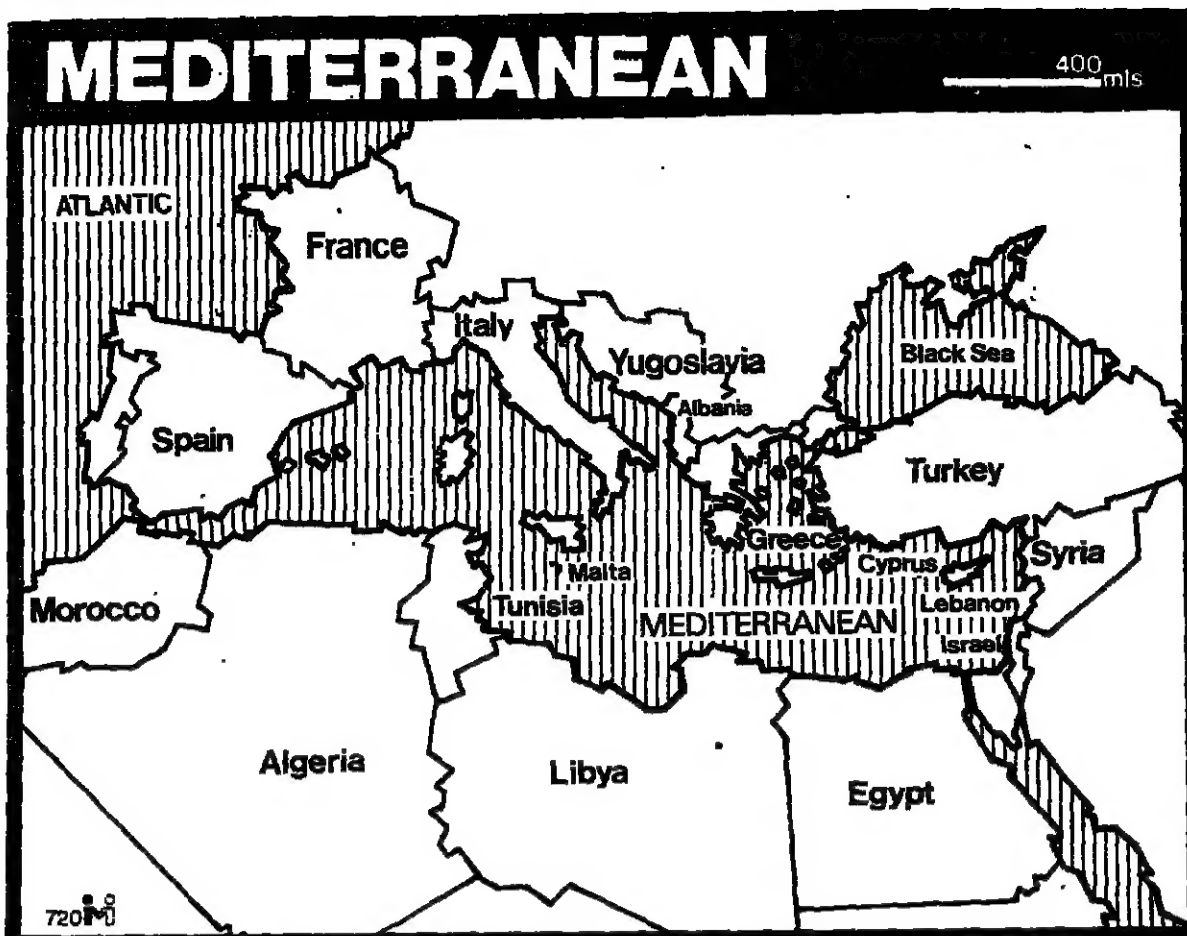 MEDITERRANEAN
400
mls
ATLANTIC
France
Italy
Yugoslavia
Black Sea
Albania
Spain
Turkey
Greece
Syria
Cyprus
Malta
Morocco
Tunisia
Lebanon
MEDITERRANEAN
Israel
Algeria
Libya
Egypt
720